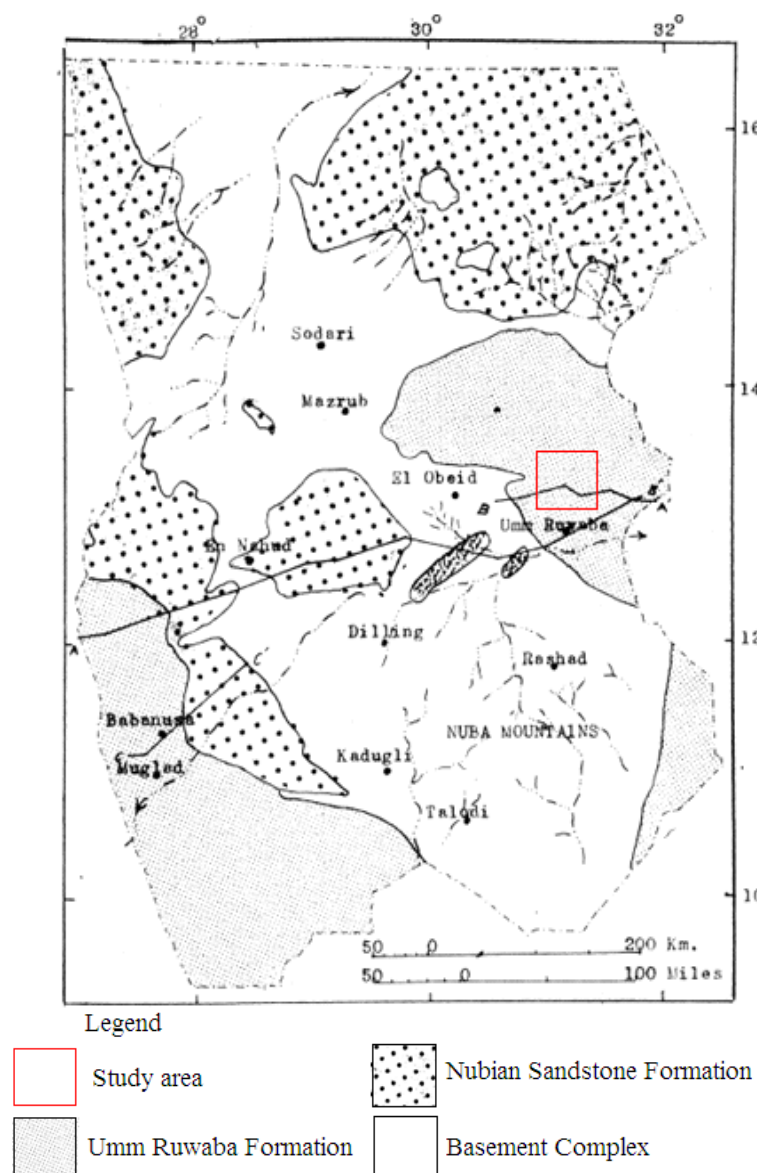 28° 30° 32°
16
Sodari
14
Mazrub
El Obeid
B B
A
Umm Ruwaba
En Nahud
Dilling
12
A
Rashad
C
Babanusa
NUBA MOUNTAINS
C
Muglad
Kadugli
Talodi
10
50 0 200 Km.
50 0 100 Miles
Legend
Study area
Nubian Sandstone Formation
Umm Ruwaba Formation
Basement Complex